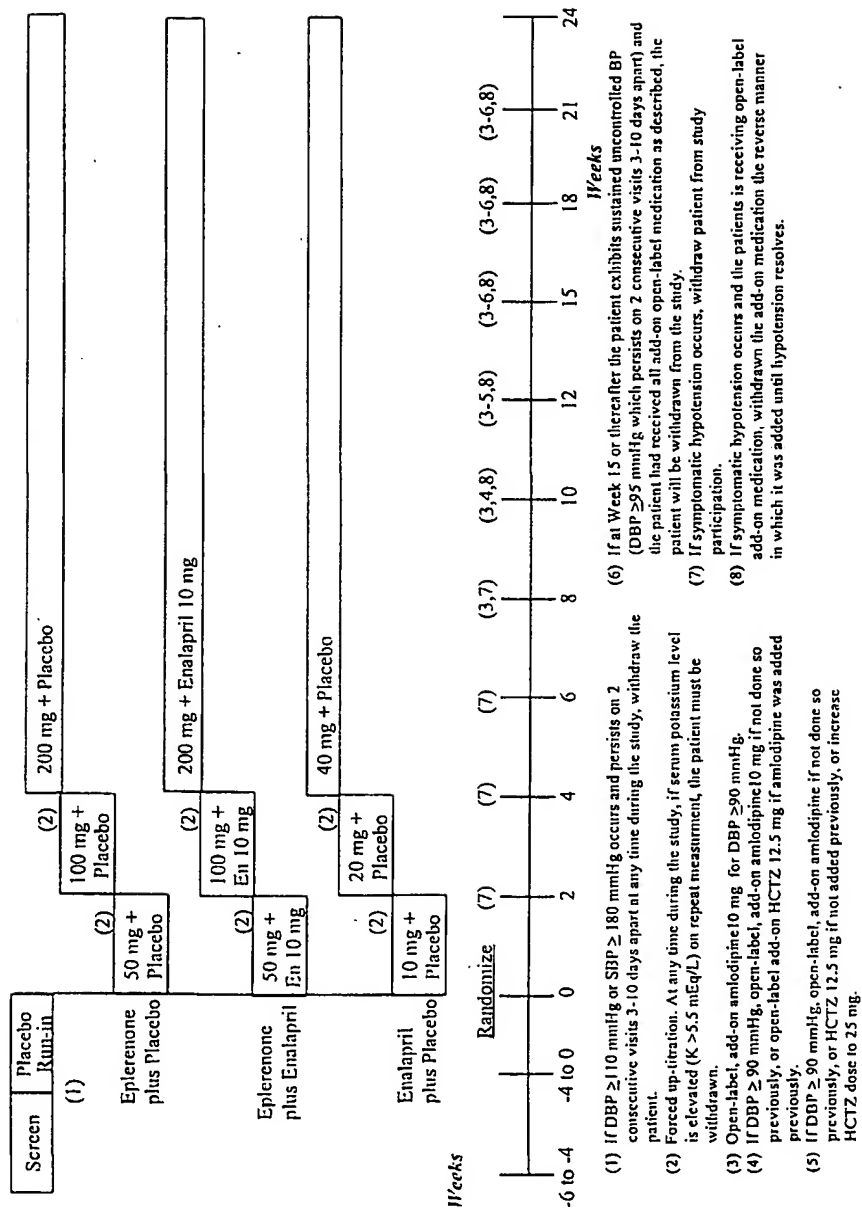 Screen
Placebo
Run-in
(1)
Eplerenone
plus Placebo
50 mg +
Placebo
(2)
100 mg +
Placebo
(2)
200 mg + Placebo
Eplerenone
plus Enalapril
50 mg +
En 10 mg
(2)
100 mg +
En 10 mg
(2)
200 mg + Enalapril 10 mg
Enalapril
plus Placebo
10 mg +
Placebo
(2)
20 mg +
Placebo
(2)
40 mg + Placebo
Randomize
(7)
(7)
(7)
(3,7)
(3,4,8)
(3-5,8)
(3-6,8)
(3-6,8)
(3-6,8)
Weeks
-6 to -4
-4 to 0
0
2
4
6
8
10
12
15
18
21
24
Weeks
(1) If DBP ≥110 mmHg or SBP ≥ 180 mmHg occurs and persists on 2
consecutive visits 3-10 days apart at any time during the study, withdraw the
patient.
(2) Forced up-titration. At any time during the study, if serum potassium level
is elevated (K >5.5 mEq/L) on repeat measurment, the patient must be
withdrawn.
(3) Open-label, add-on amlodipine10 mg for DBP ≥90 mmHg.
(4) If DBP ≥ 90 mmHg, open-label, add-on amlodipine10 mg if not done so
previously, or open-label add-on HCTZ 12.5 mg if amlodipine was added
previously.
(5) If DBP ≥ 90 mmHg, open-label, add-on amlodipine if not done so
previously, or HCTZ 12.5 mg if not added previously, or increase
HCTZ dose to 25 mg.
(6) If at Week 15 or thereafter the patient exhibits sustained uncontrolled BP
(DBP ≥95 mmHg which persists on 2 consecutive visits 3-10 days apart) and
the patient had received all add-on open-label medication as described, the
patient will be withdrawn from the study.
(7) If symptomatic hypotension occurs, withdraw patient from study
participation.
(8) If symptomatic hypotension occurs and the patients is receiving open-label
add-on medication, withdrawn the add-on medication the reverse manner
in which it was added until hypotension resolves.